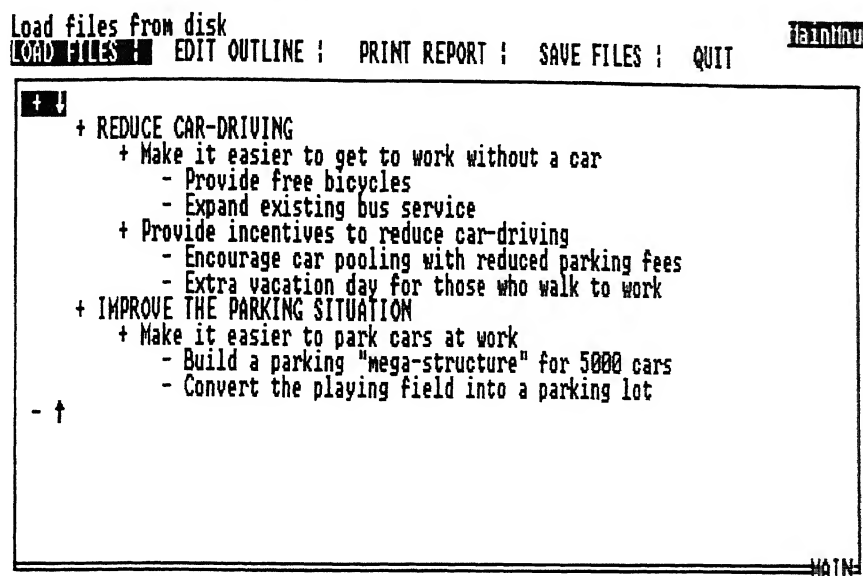 Load files from disk
MainMnu
LOAD FILES ¦ EDIT OUTLINE ¦ PRINT REPORT ¦ SAVE FILES ¦ QUIT
+ ↓
+ REDUCE CAR-DRIVING
+ Make it easier to get to work without a car
- Provide free bicycles
- Expand existing bus service
+ Provide incentives to reduce car-driving
- Encourage car pooling with reduced parking fees
- Extra vacation day for those who walk to work
+ IMPROVE THE PARKING SITUATION
+ Make it easier to park cars at work
- Build a parking "mega-structure" for 5000 cars
- Convert the playing field into a parking lot
- ↑
MAIN